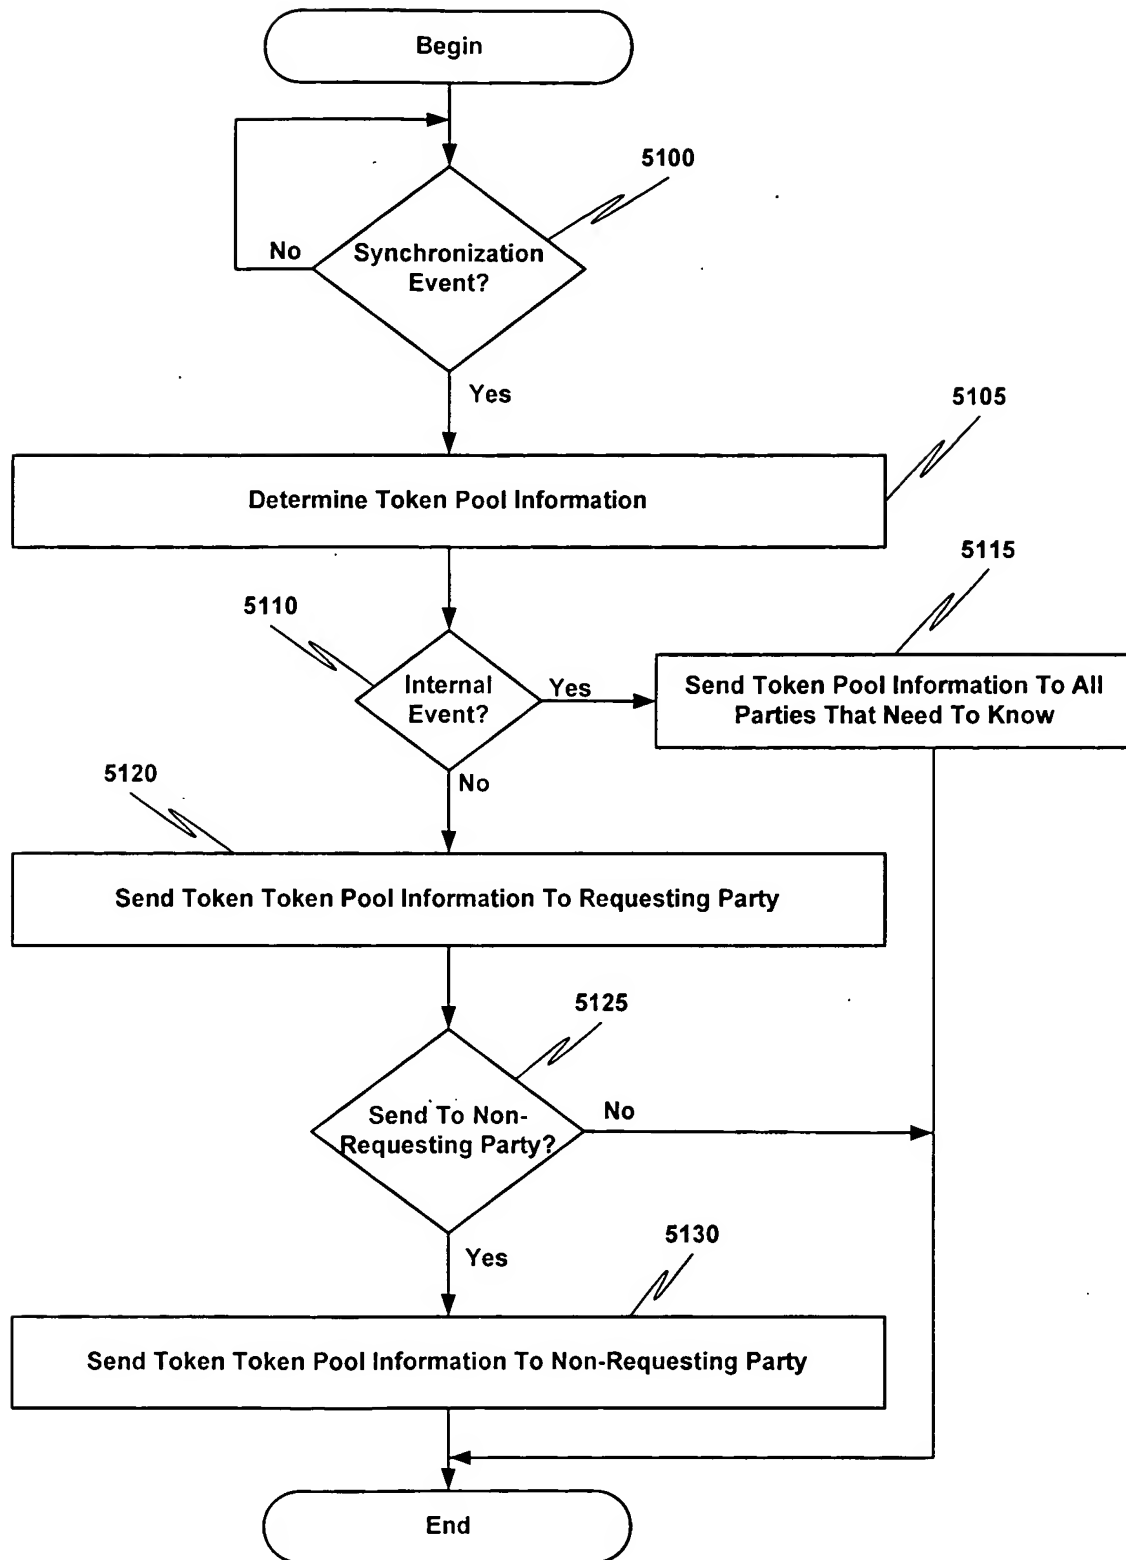 Begin
5100
No
Synchronization
Event?
Yes
5105
Determine Token Pool Information
5115
5110
Internal
Event?
Yes
Send Token Pool Information To All
Parties That Need To Know
5120
No
Send Token Token Pool Information To Requesting Party
5125
Send To Non-
Requesting Party?
No
5130
Yes
Send Token Token Pool Information To Non-Requesting Party
End